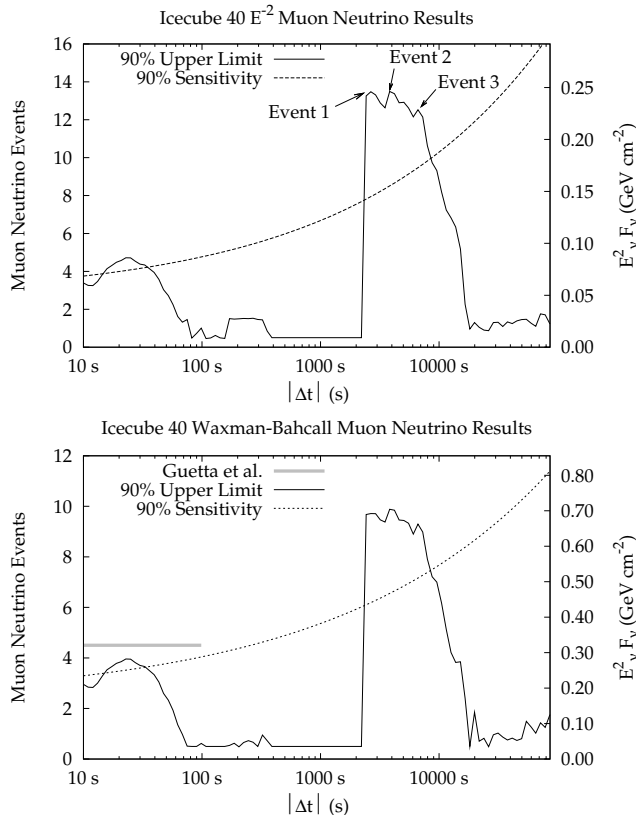 Icecube 40 E⁻² Muon Neutrino Results
90% Upper Limit
90% Sensitivity
Event 1
Event 2
Event 3
Muon Neutrino Events
16
14
12
10
8
6
4
2
0
0.25
0.20
0.15
0.10
0.05
0.00
E²ᵥ Fᵥ (GeV cm⁻²)
10 s
100 s
1000 s
10000 s
|Δt| (s)
Icecube 40 Waxman-Bahcall Muon Neutrino Results
Guetta et al.
90% Upper Limit
90% Sensitivity
Muon Neutrino Events
12
10
8
6
4
2
0
0.80
0.70
0.60
0.50
0.40
0.30
0.20
0.10
0.00
E²ᵥ Fᵥ (GeV cm⁻²)
10 s
100 s
1000 s
10000 s
|Δt| (s)